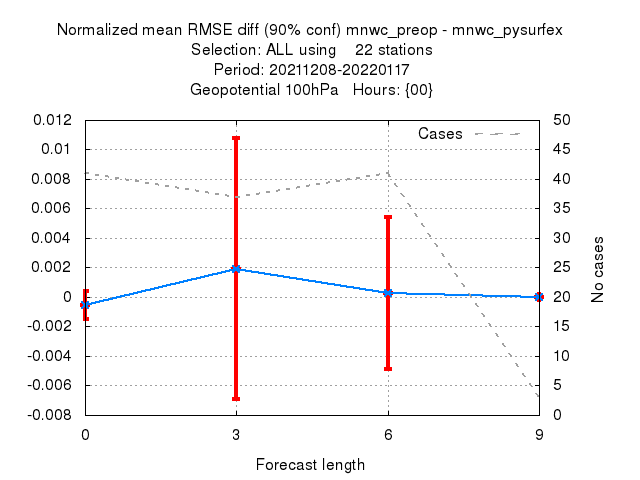 Normalized mean RMSE diff (90% conf) mnwc_preop - mnwc_pysurfex
Selection: ALL using    22 stations
Period: 20211208-20220117
Geopotential 100hPa   Hours: {00}
0.012
0.01
0.008
0.006
0.004
0.002
0
-0.002
-0.004
-0.006
-0.008
Cases
50
45
40
35
30
25
20
15
10
5
0
No cases
0 3 6 9
Forecast length